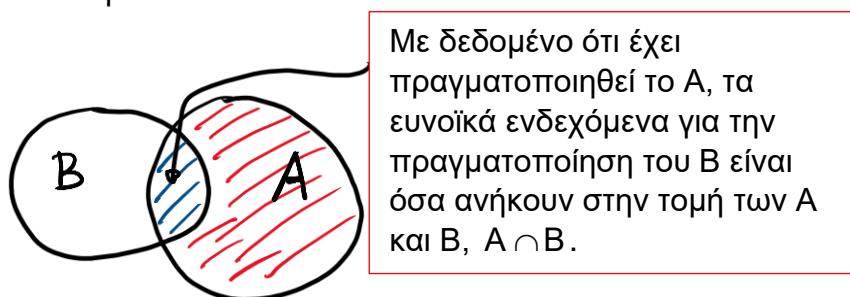 Με δεδομένο ότι έχει
πραγματοποιηθεί το Α, τα
ευνοϊκά ενδεχόμενα για την
πραγματοποίηση του Β είναι
όσα ανήκουν στην τομή των Α
και Β, Α ∩ Β.
B
A